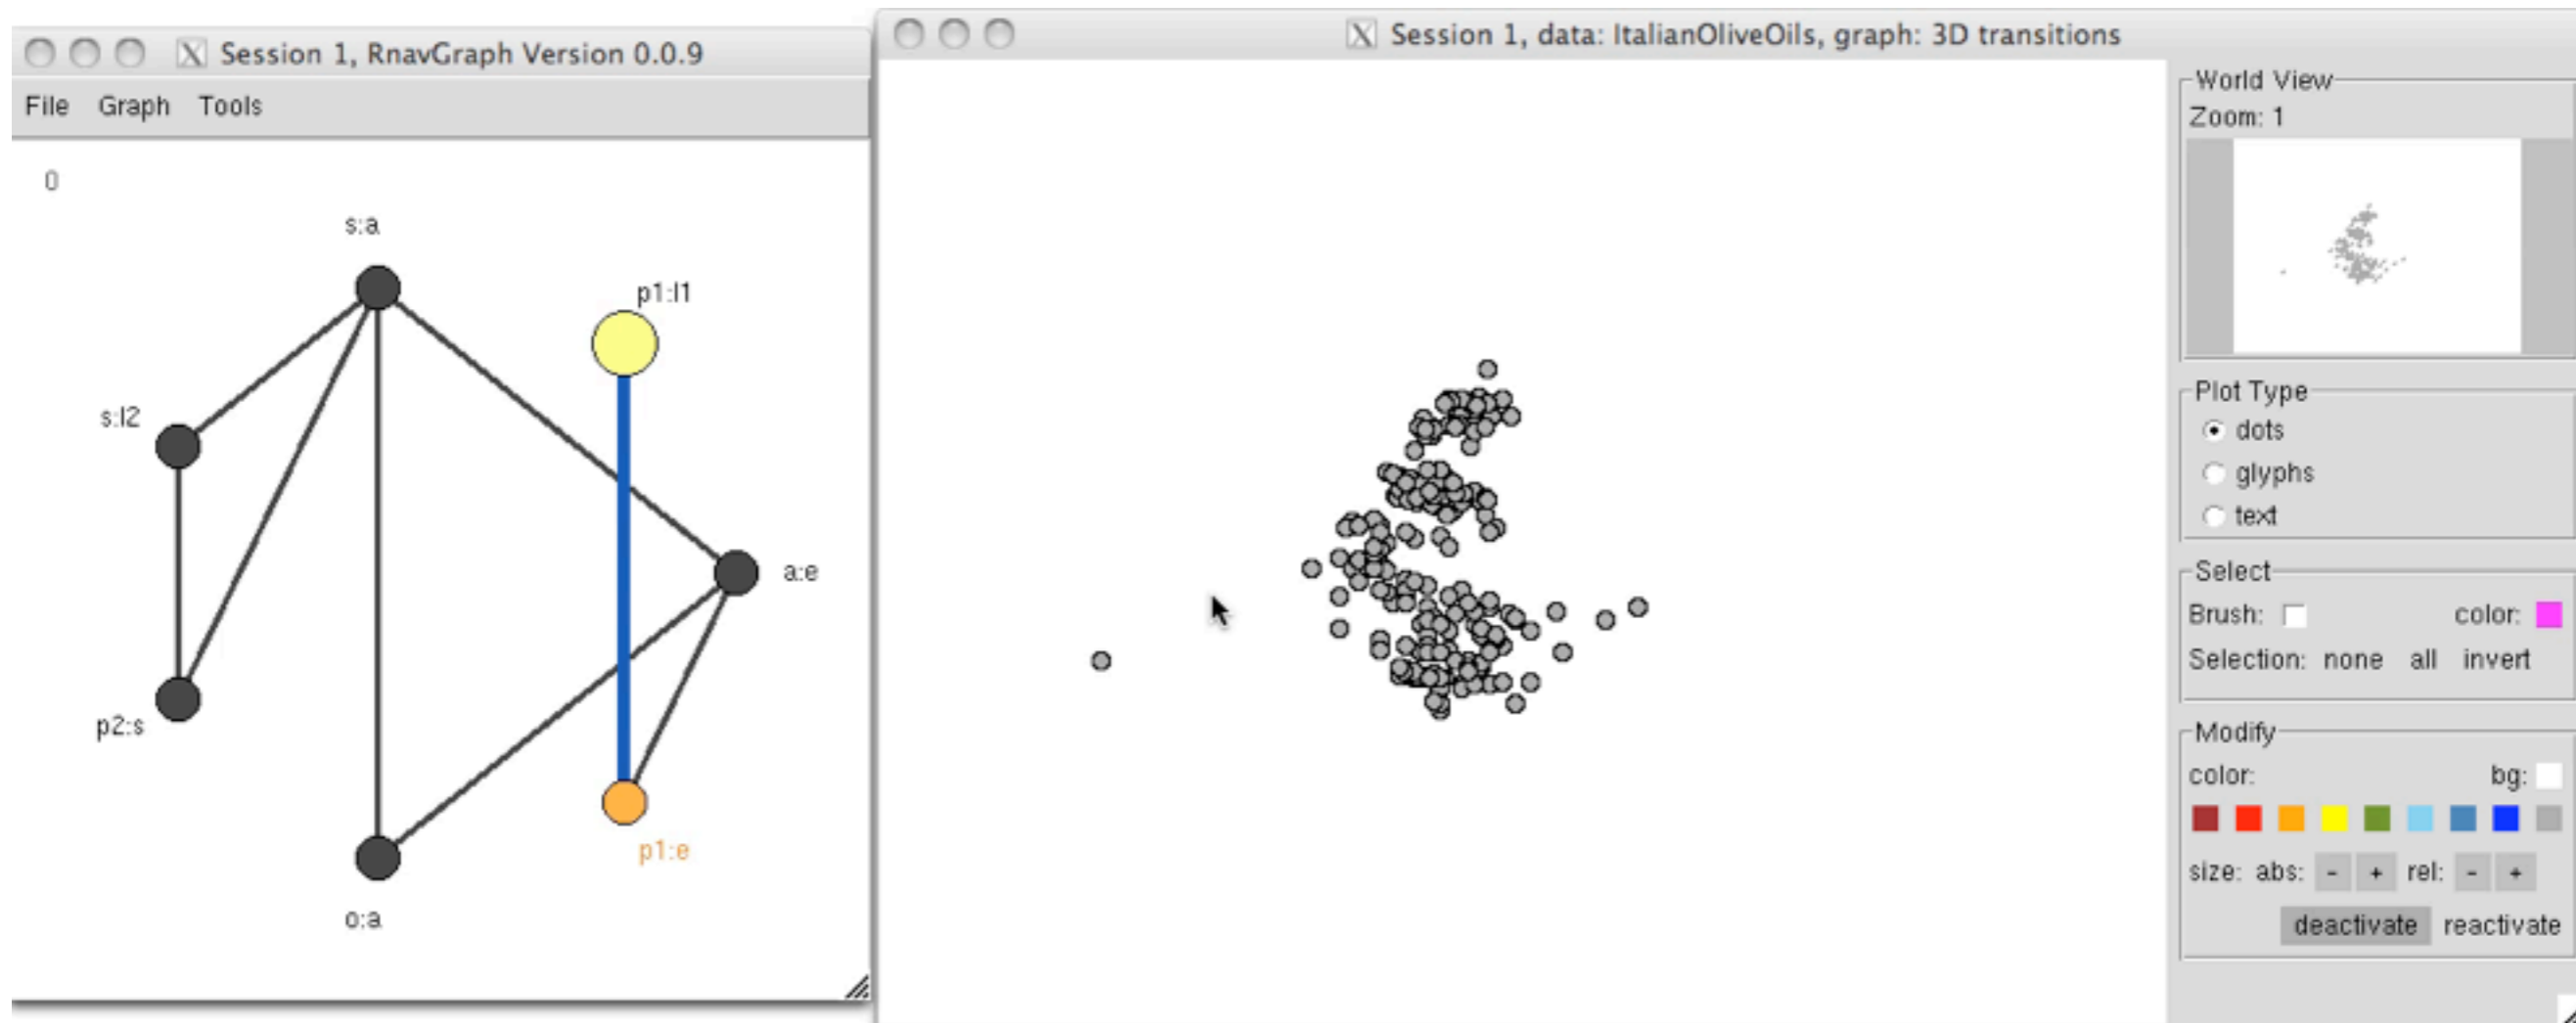 Session 1, RnavGraph Version 0.0.9
File Graph Tools
0
s:a
p1:l1
s:l2
a:e
p2:s
p1:e
o:a
Session 1, data: ItalianOliveOils, graph: 3D transitions
World View
Zoom: 1
Plot Type
dots
glyphs
text
Select
Brush: color:
Selection: none all invert
Modify
color: bg:
size: abs: - + rel: - +
deactivate reactivate